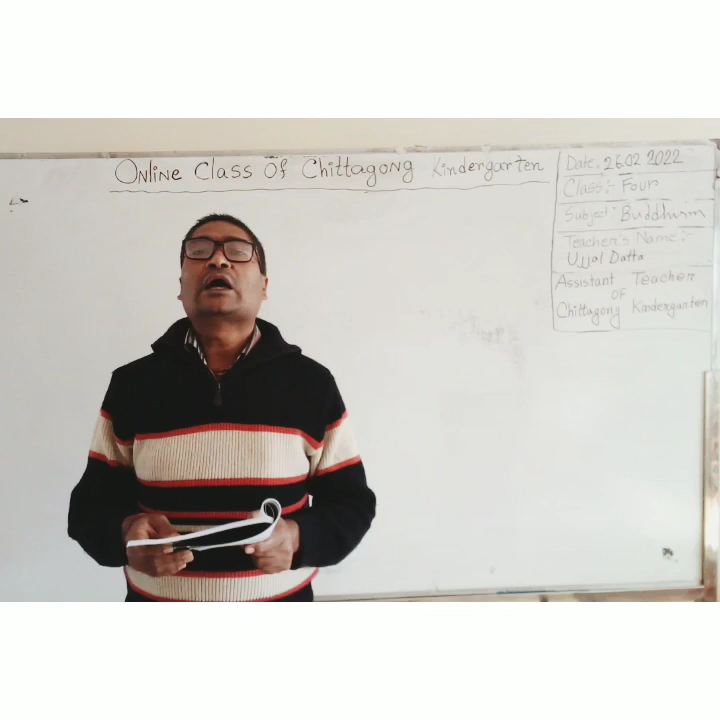 Online Class Of Chittagong Kindergarten
Date. 26.02 2022
Class:- Four
Subject:- Buddhism
Teacher's Name:-
Ujjal Datta
Assistant Teacher
OF
Chittagong Kindergarten